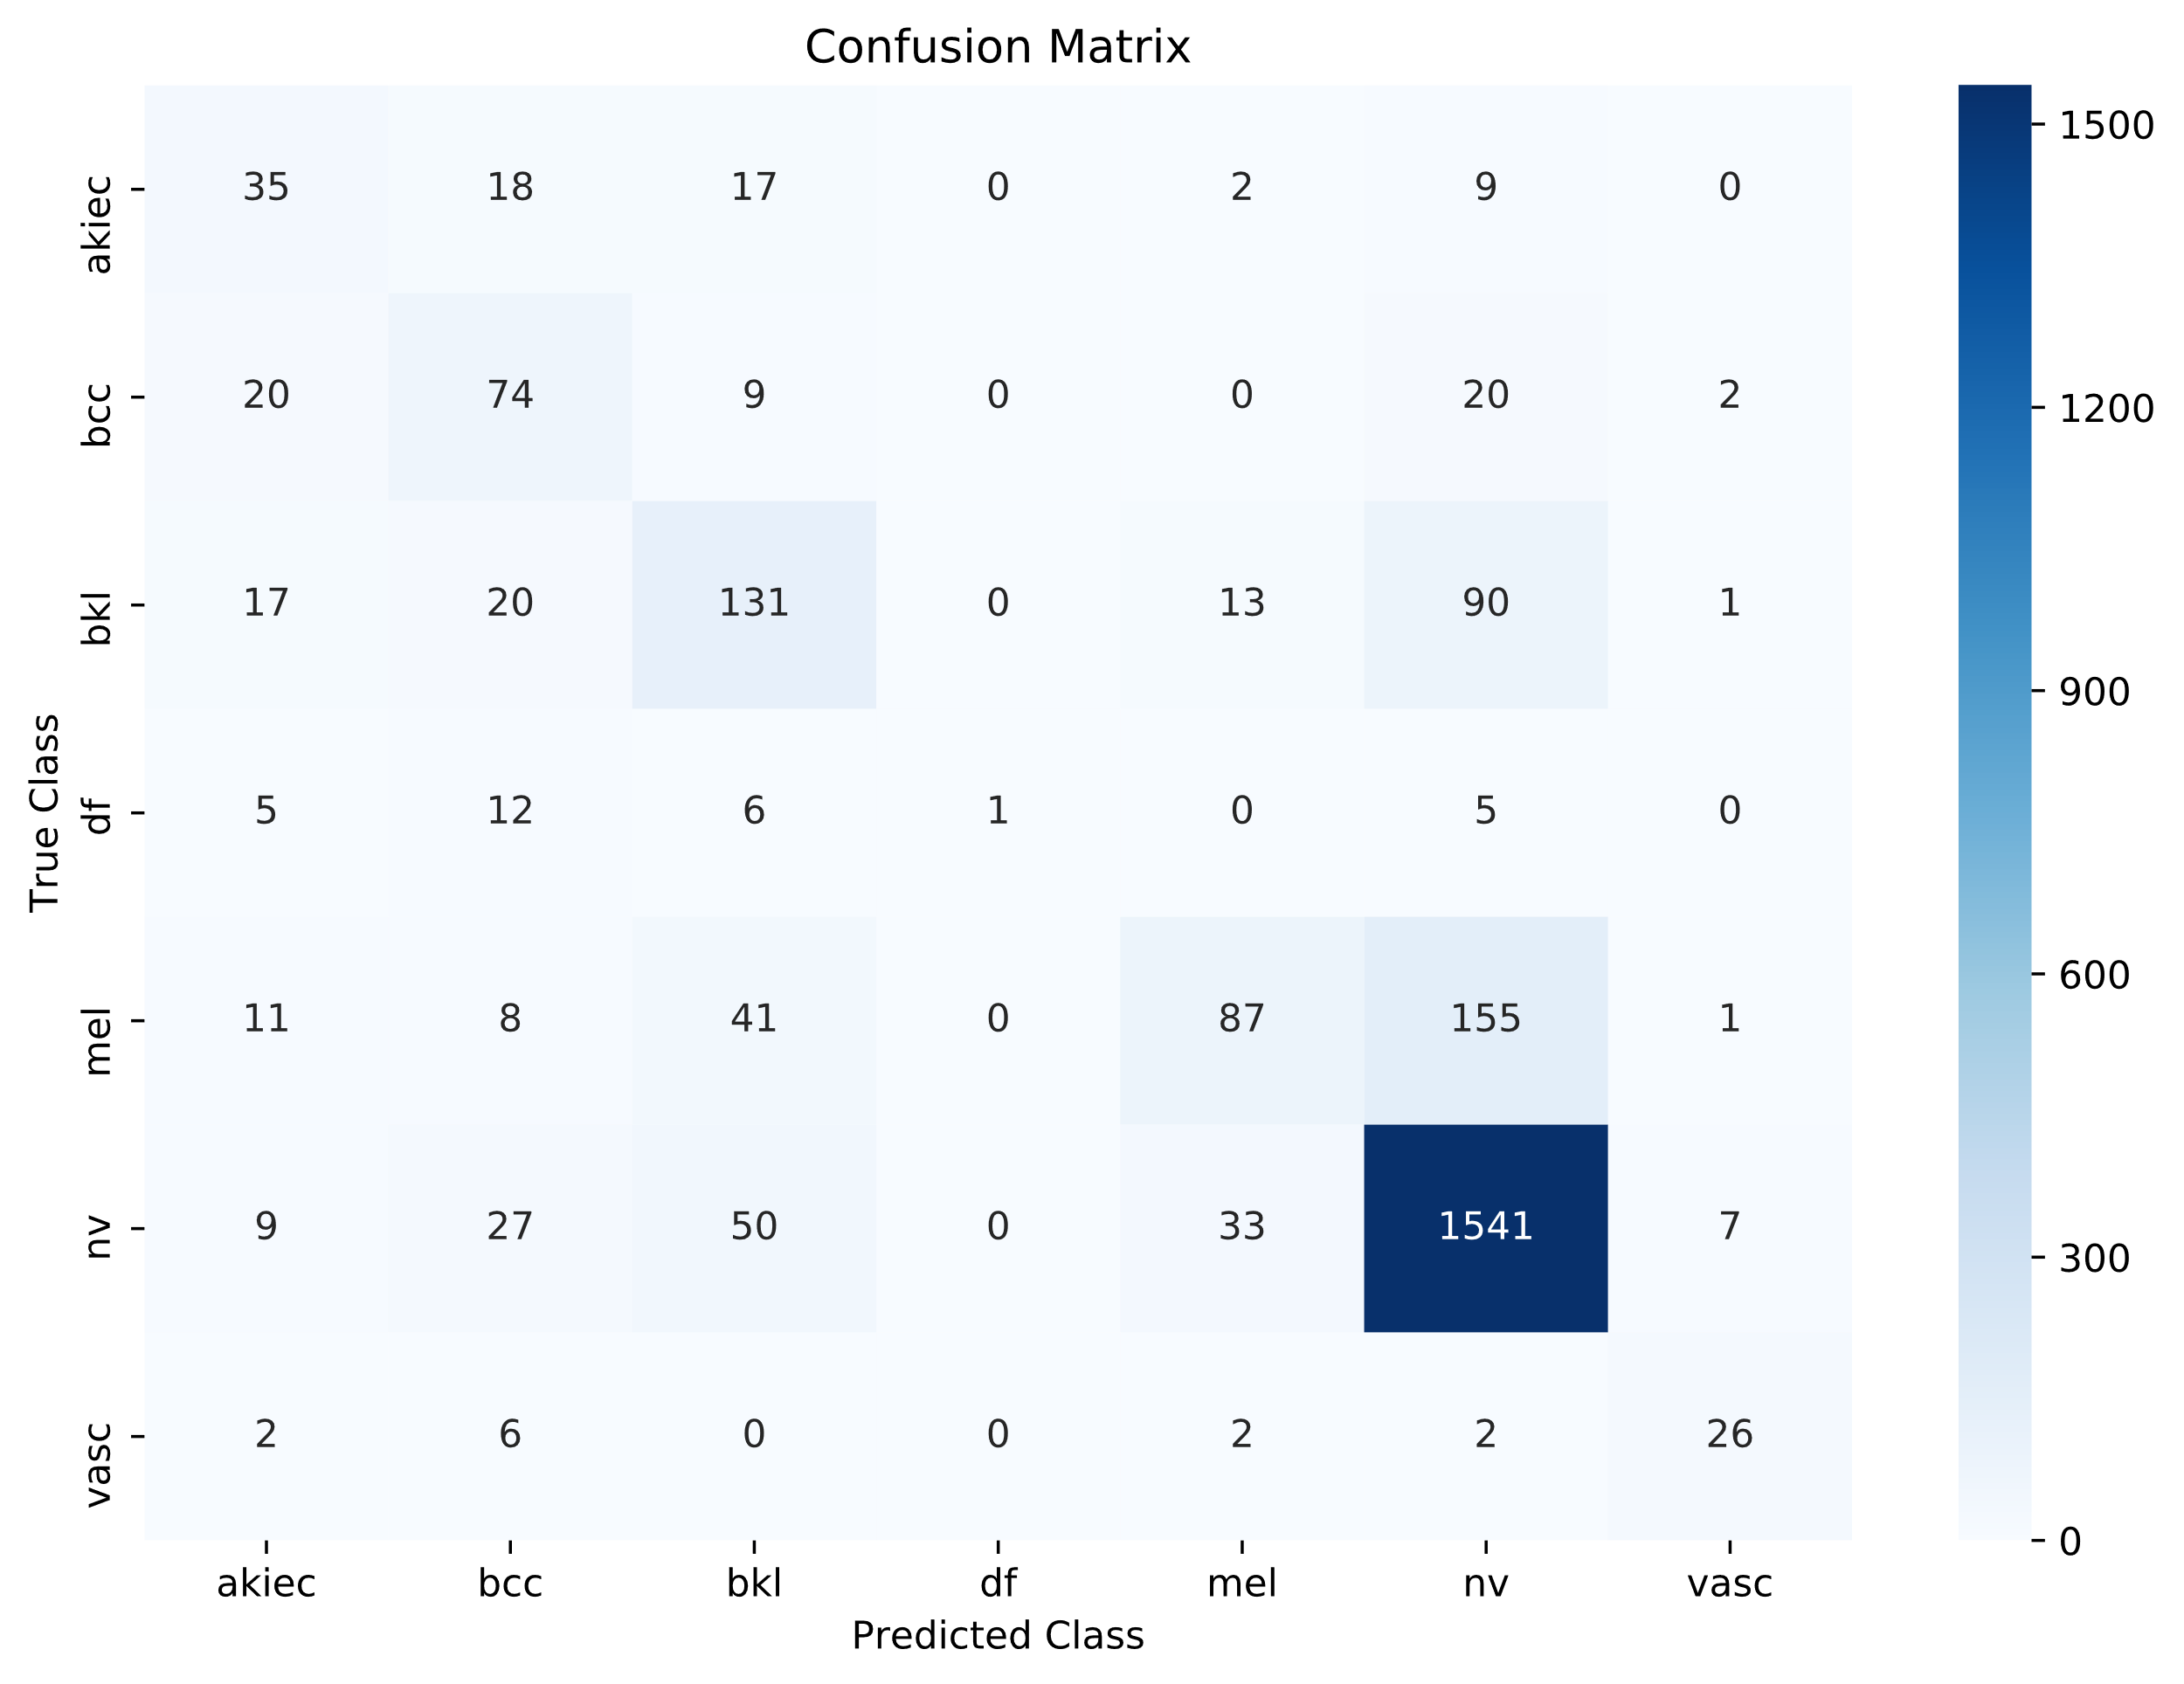 Confusion Matrix
True Class
akiec 35 18 17 0 2 9 0
bcc 20 74 9 0 0 20 2
bkl 17 20 131 0 13 90 1
df 5 12 6 1 0 5 0
mel 11 8 41 0 87 155 1
nv 9 27 50 0 33 1541 7
vasc 2 6 0 0 2 2 26
akiec bcc bkl df mel nv vasc
Predicted Class
1500
1200
900
600
300
0